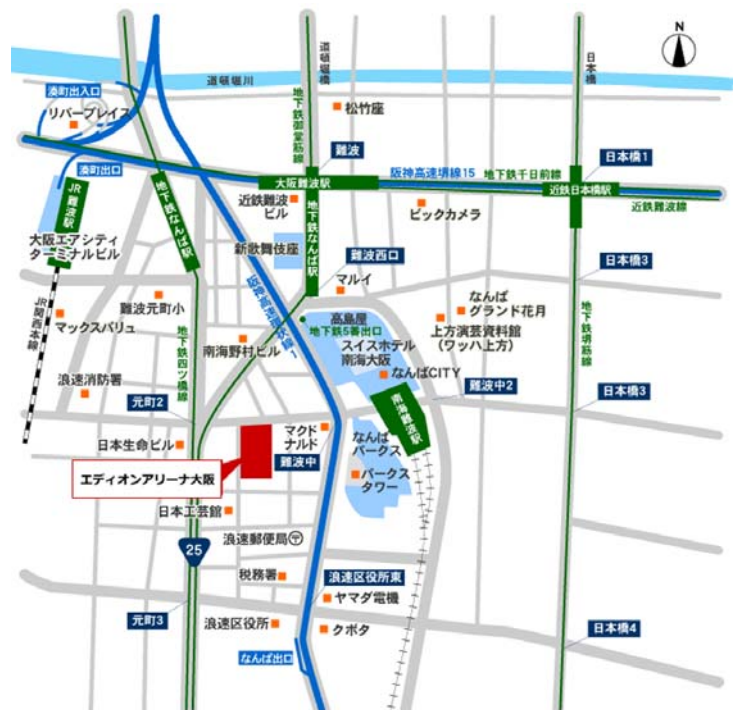 N
道頓堀橋
日本橋
道頓堀川
湊町出入口
リバープレイス
地下鉄御堂筋線
松竹座
難波
日本橋1
湊町出口
大阪難波駅
阪神高速堺線15
地下鉄千日前線
近鉄日本橋駅
近鉄難波線
JR難波駅
地下鉄なんば駅
近鉄難波
ビル
地下鉄なんば駅
ビックカメラ
大阪エアシティ
ターミナルビル
新歌舞伎座
難波西口
日本橋3
マルイ
難波元町小
マックスバリュ
JR関西本線
なんば
グランド花月
高島屋
地下鉄5番出口
上方演芸資料館
(ワッハ上方)
地下鉄堺筋線
地下鉄四ツ橋線
南海野村ビル
スイスホテル
南海大阪
なんばCITY
浪速消防署
難波中2
元町2
南海難波駅
日本橋3
日本生命ビル
マクド
ナルド
難波中
なんば
パークス
エディオンアリーナ大阪
パークス
タワー
日本工芸館
浪速郵便局〒
25
税務署
浪速区役所東
ヤマダ電機
元町3
浪速区役所
クボタ
日本橋4
なんば出口